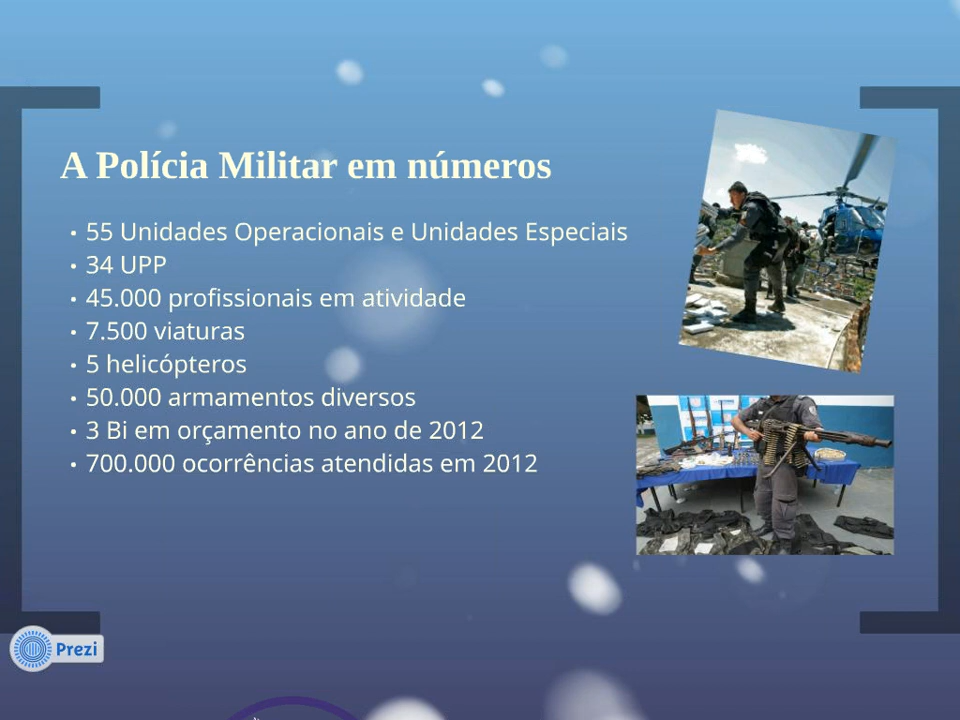 A Polícia Militar em números
• 55 Unidades Operacionais e Unidades Especiais
• 34 UPP
• 45.000 profissionais em atividade
• 7.500 viaturas
• 5 helicópteros
• 50.000 armamentos diversos
• 3 Bi em orçamento no ano de 2012
• 700.000 ocorrências atendidas em 2012
Prezi